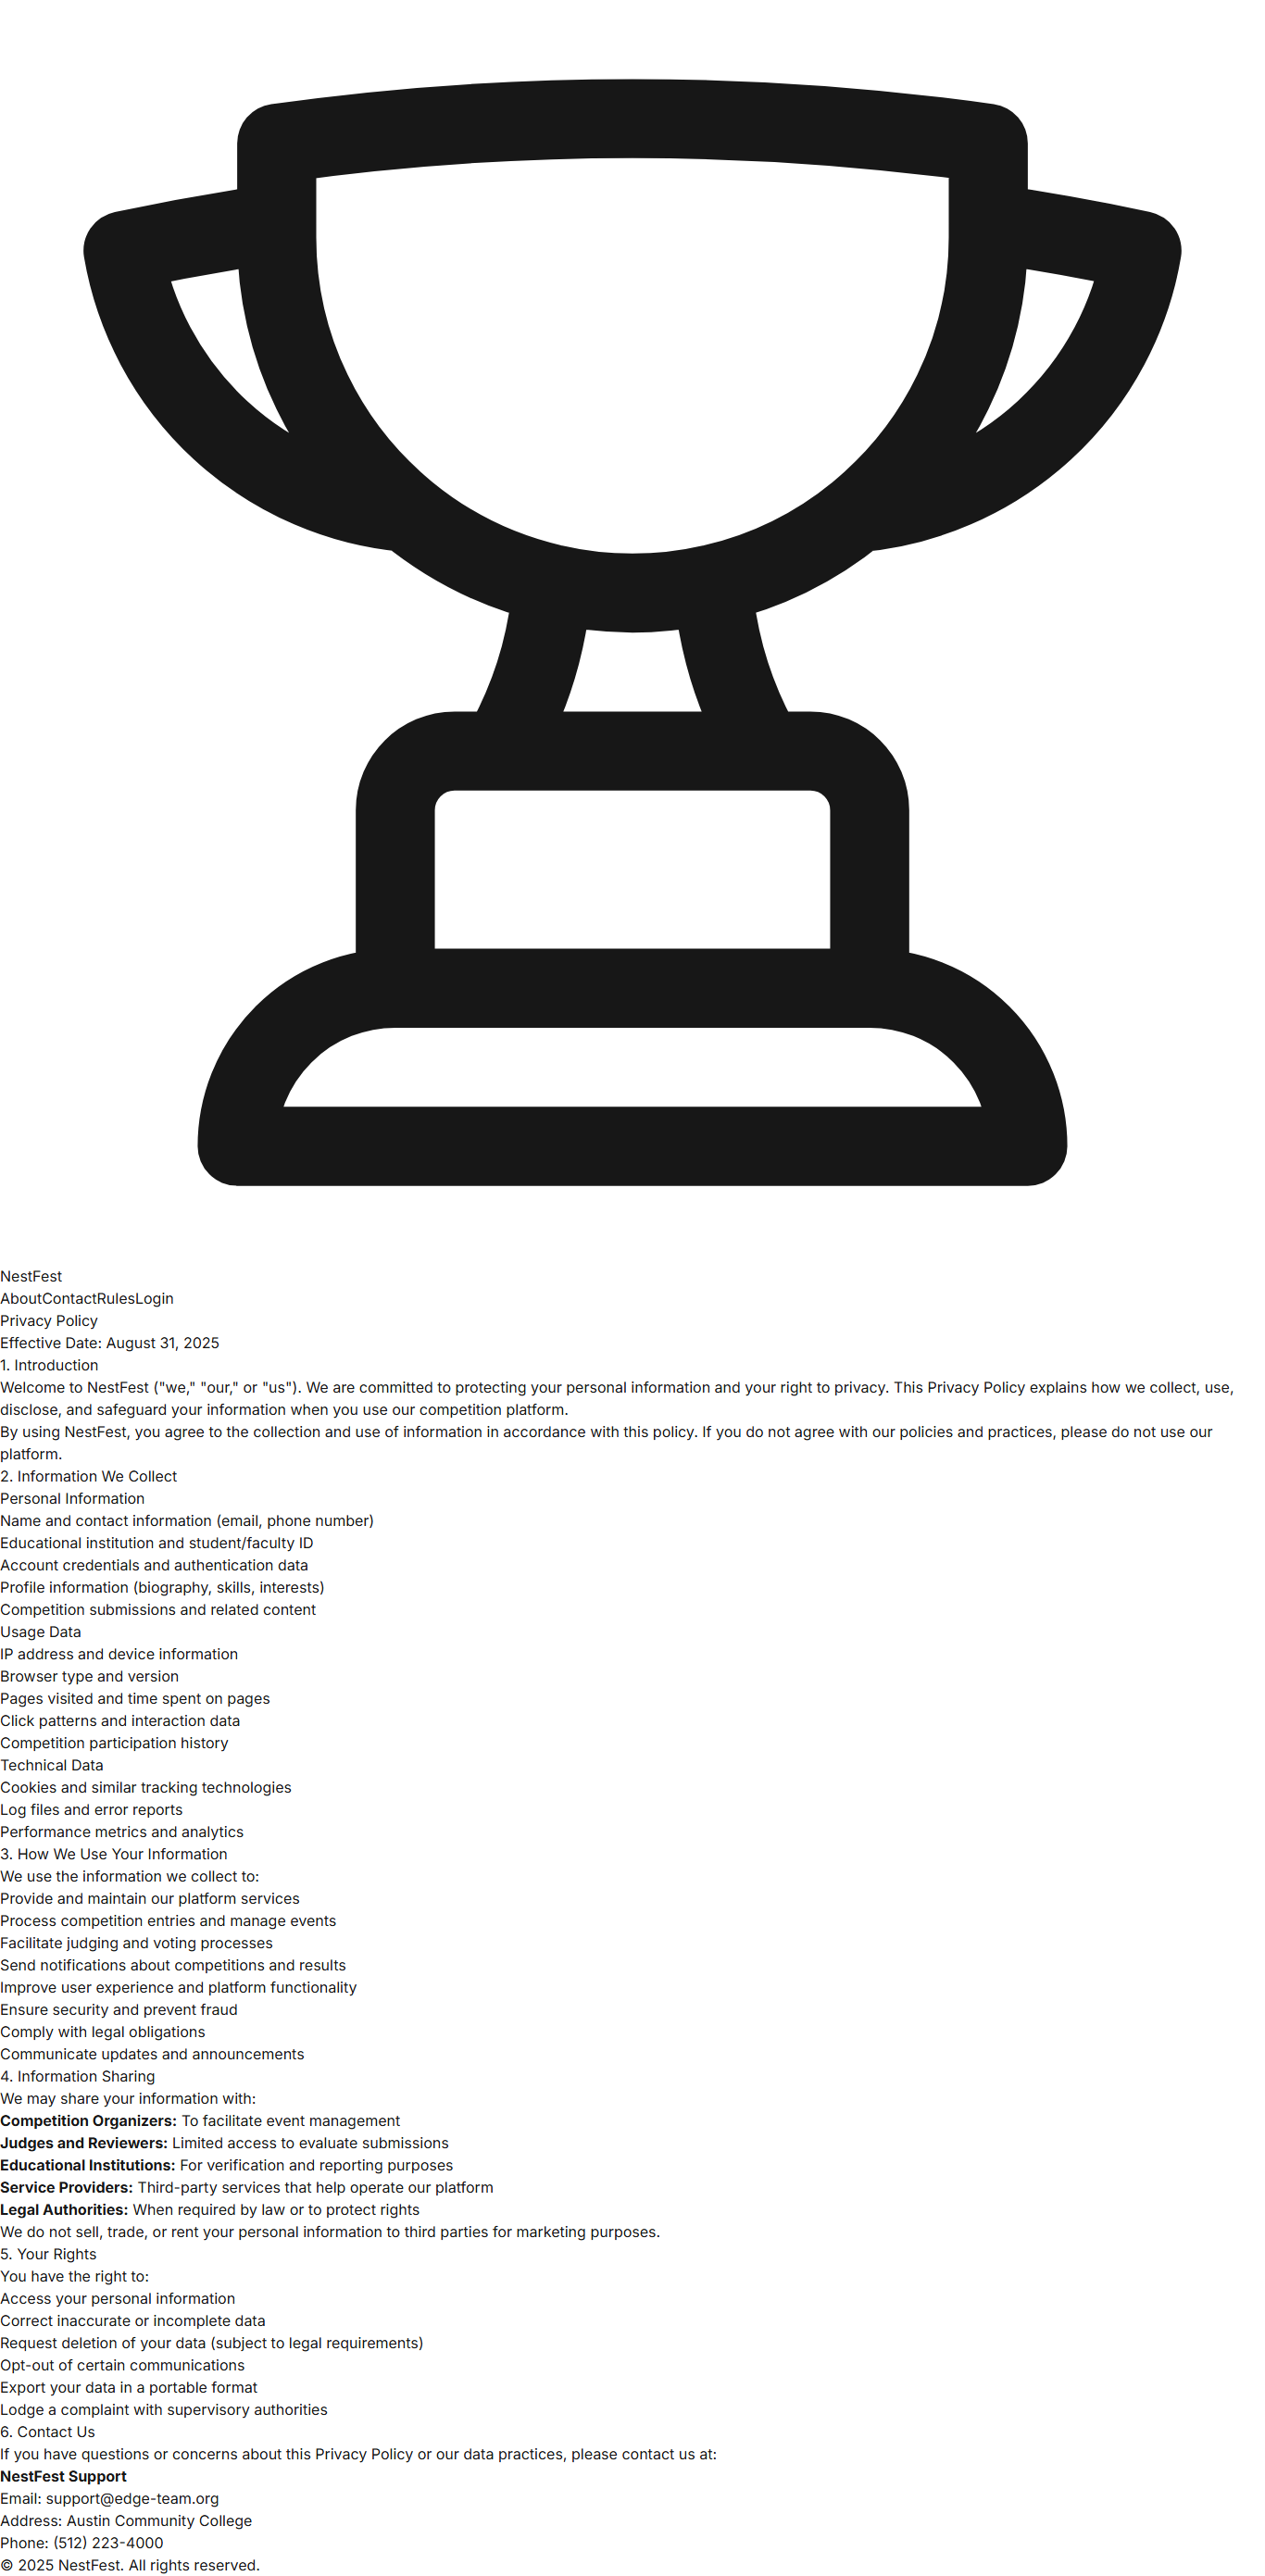 NestFest
AboutContactRulesLogin
Privacy Policy
Effective Date: August 31, 2025
1. Introduction
Welcome to NestFest ("we," "our," or "us"). We are committed to protecting your personal information and your right to privacy. This Privacy Policy explains how we collect, use,
disclose, and safeguard your information when you use our competition platform.
By using NestFest, you agree to the collection and use of information in accordance with this policy. If you do not agree with our policies and practices, please do not use our
platform.
2. Information We Collect
Personal Information
Name and contact information (email, phone number)
Educational institution and student/faculty ID
Account credentials and authentication data
Profile information (biography, skills, interests)
Competition submissions and related content
Usage Data
IP address and device information
Browser type and version
Pages visited and time spent on pages
Click patterns and interaction data
Competition participation history
Technical Data
Cookies and similar tracking technologies
Log files and error reports
Performance metrics and analytics
3. How We Use Your Information
We use the information we collect to:
Provide and maintain our platform services
Process competition entries and manage events
Facilitate judging and voting processes
Send notifications about competitions and results
Improve user experience and platform functionality
Ensure security and prevent fraud
Comply with legal obligations
Communicate updates and announcements
4. Information Sharing
We may share your information with:
Competition Organizers: To facilitate event management
Judges and Reviewers: Limited access to evaluate submissions
Educational Institutions: For verification and reporting purposes
Service Providers: Third-party services that help operate our platform
Legal Authorities: When required by law or to protect rights
We do not sell, trade, or rent your personal information to third parties for marketing purposes.
5. Your Rights
You have the right to:
Access your personal information
Correct inaccurate or incomplete data
Request deletion of your data (subject to legal requirements)
Opt-out of certain communications
Export your data in a portable format
Lodge a complaint with supervisory authorities
6. Contact Us
If you have questions or concerns about this Privacy Policy or our data practices, please contact us at:
NestFest Support
Email: support@edge-team.org
Address: Austin Community College
Phone: (512) 223-4000
© 2025 NestFest. All rights reserved.